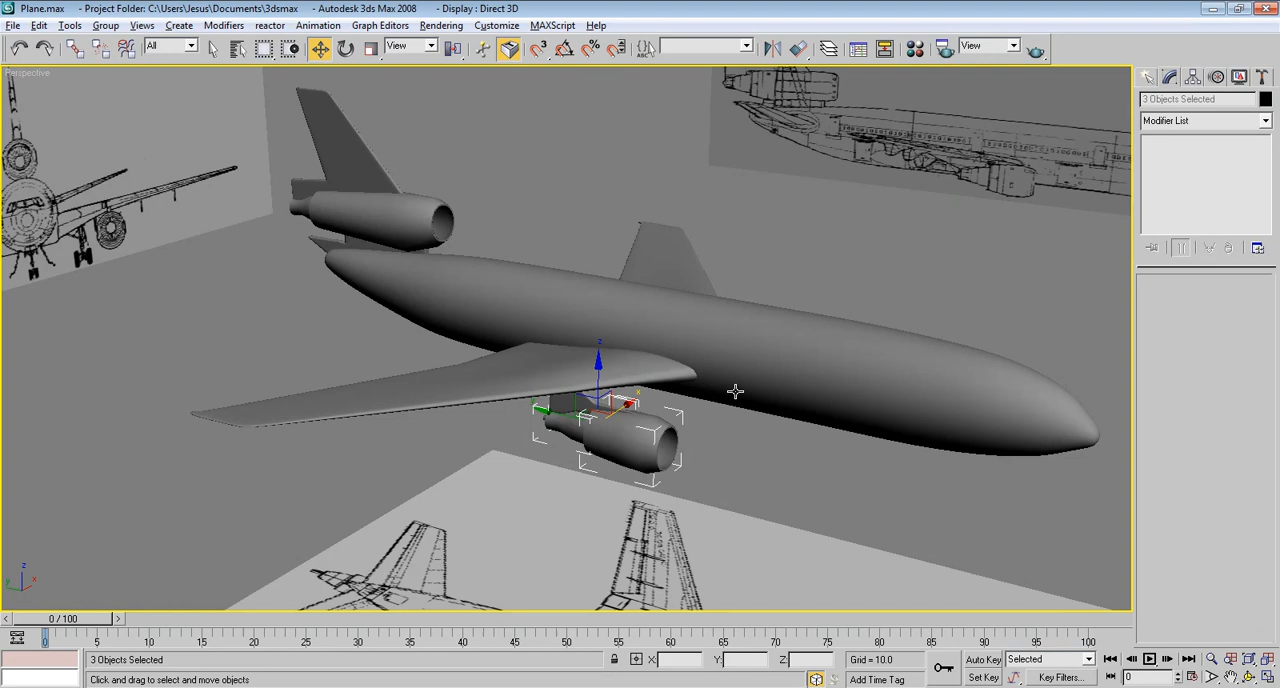 Plane.max - Project Folder: C:\Users\Jesus\Documents\3dsmax - Autodesk 3ds Max 2008 - Display : Direct 3D
File Edit Tools Group Views Create Modifiers reactor Animation Graph Editors Rendering Customize MAXScript Help
All View 3 % ABC View
Perspective
3 Objects Selected
Modifier List
z
x
z
y x
< 0 / 100 >
0 5 10 15 20 25 30 35 40 45 50 55 60 65 70 75 80 85 90 95 100
3 Objects Selected X: Y: Z: Grid = 10.0 Auto Key Selected
Click and drag to select and move objects Add Time Tag Set Key Key Filters... 0